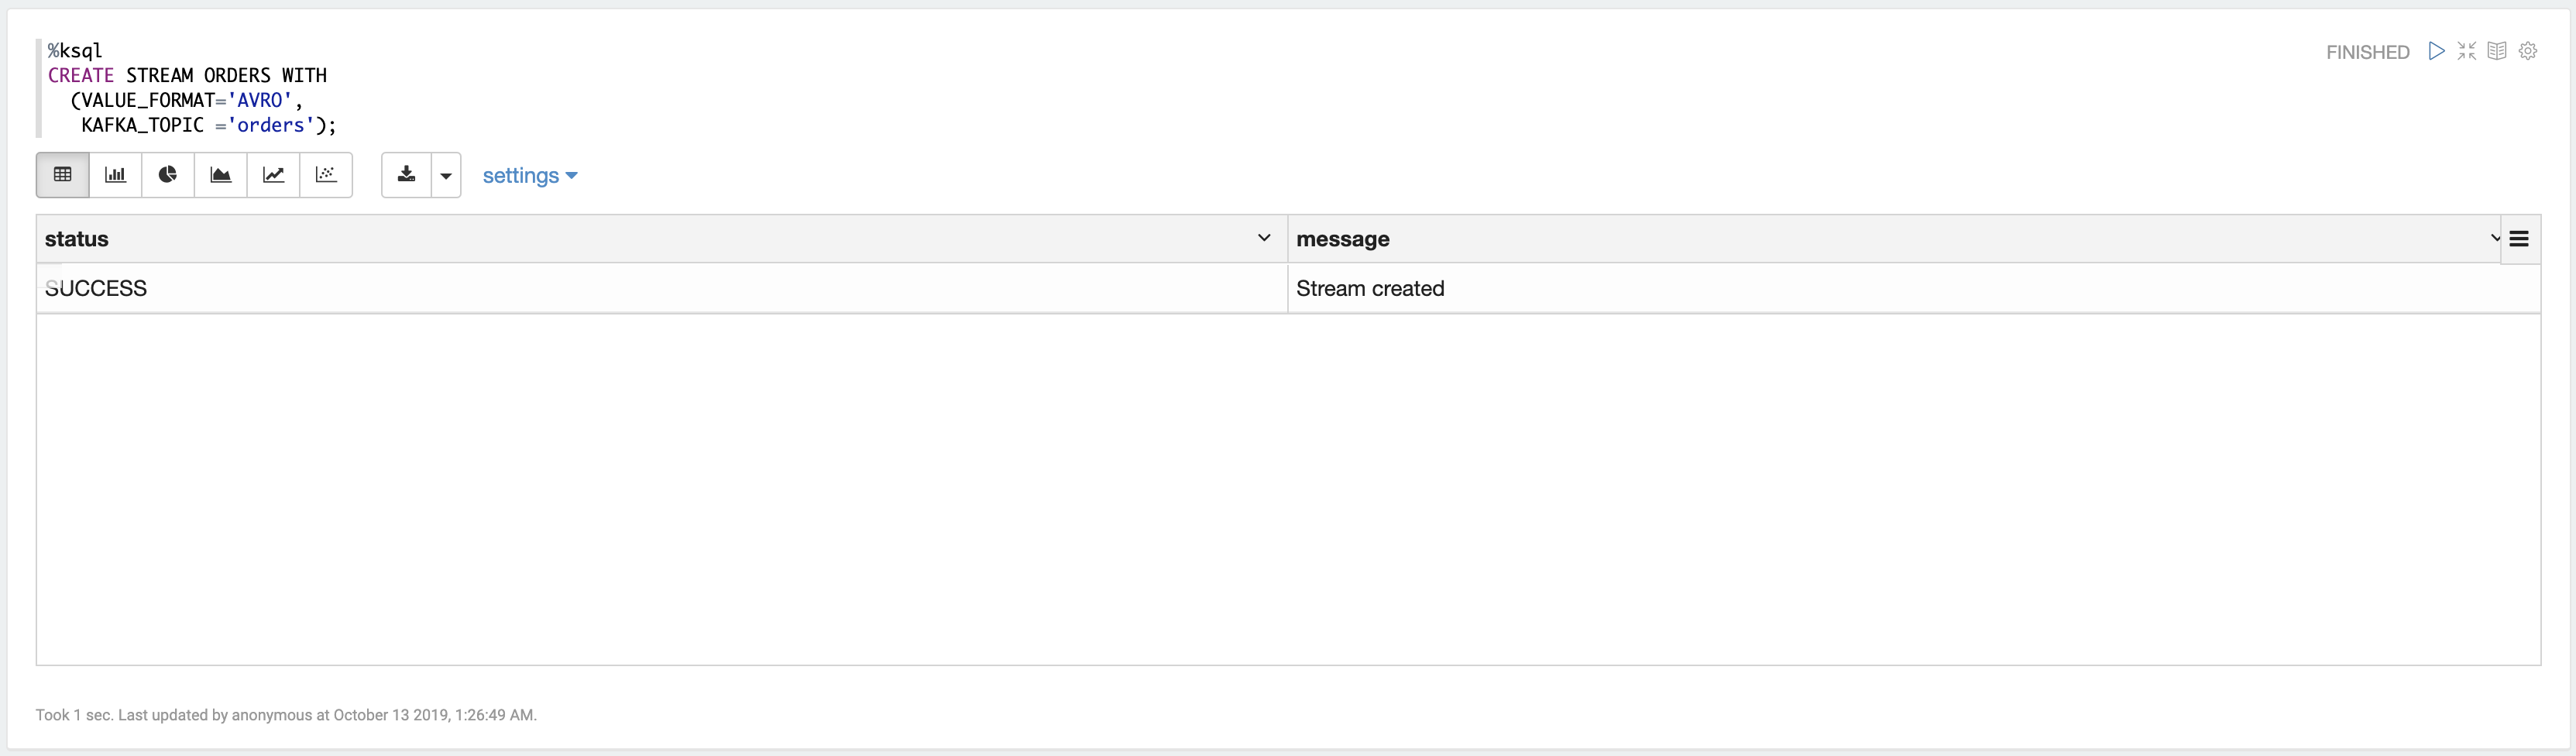 %ksql
FINISHED
CREATE STREAM ORDERS WITH
(VALUE_FORMAT='AVRO',
KAFKA_TOPIC ='orders');
settings
status message
SUCCESS Stream created
Took 1 sec. Last updated by anonymous at October 13 2019, 1:26:49 AM.